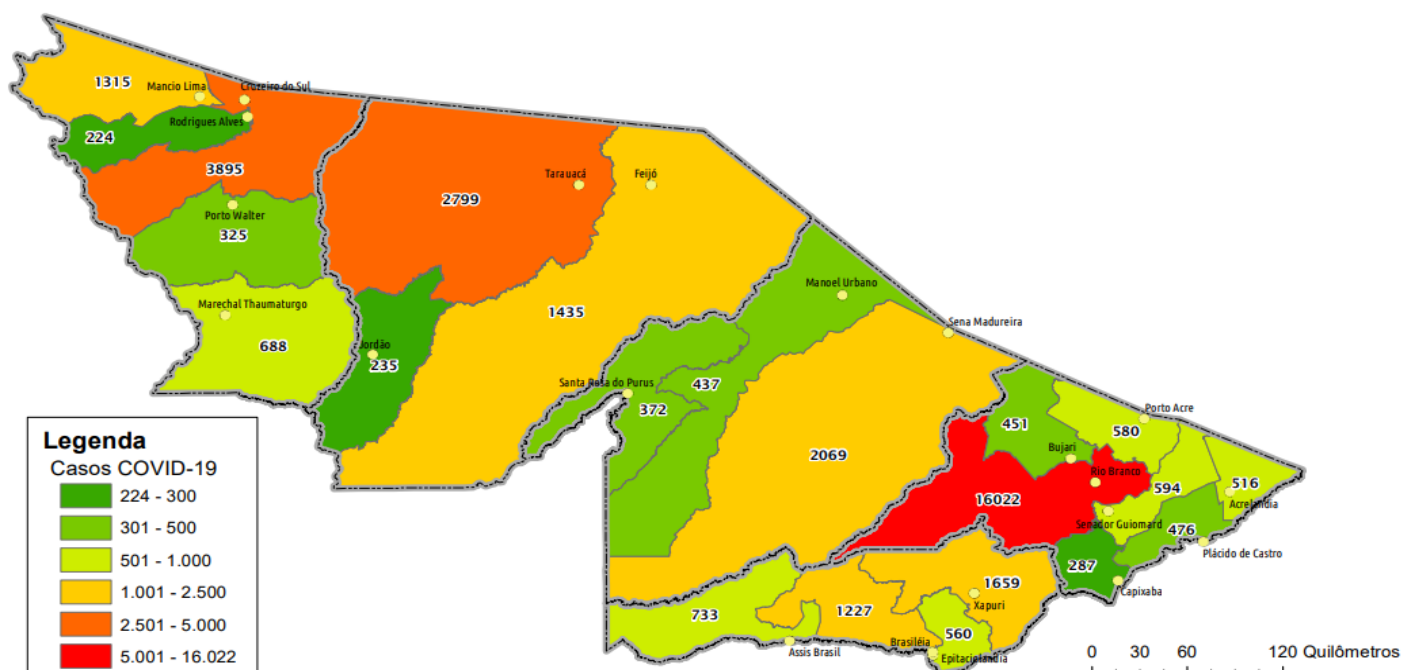 1315
Mancio Lima
Cruzeiro do Sul
Rodrigues Alves
224
3895
2799
Tarauacá
Feijó
Porto Walter
325
Manoel Urbano
Marechal Thaumaturgo
1435
Sena Madureira
688
Jordão
235
Santa Rosa do Purus
437
372
Porto Acre
451
580
Bujari
2069
Rio Branco
516
594
16022
Acrelândia
Senador Guiomard
476
Plácido de Castro
287
Capixaba
1659
Xapuri
733
1227
560
Brasiléia
Assis Brasil
Epitaciolândia
Legenda
Casos COVID-19
224 - 300
301 - 500
501 - 1.000
1.001 - 2.500
2.501 - 5.000
5.001 - 16.022
0 30 60 120 Quilômetros